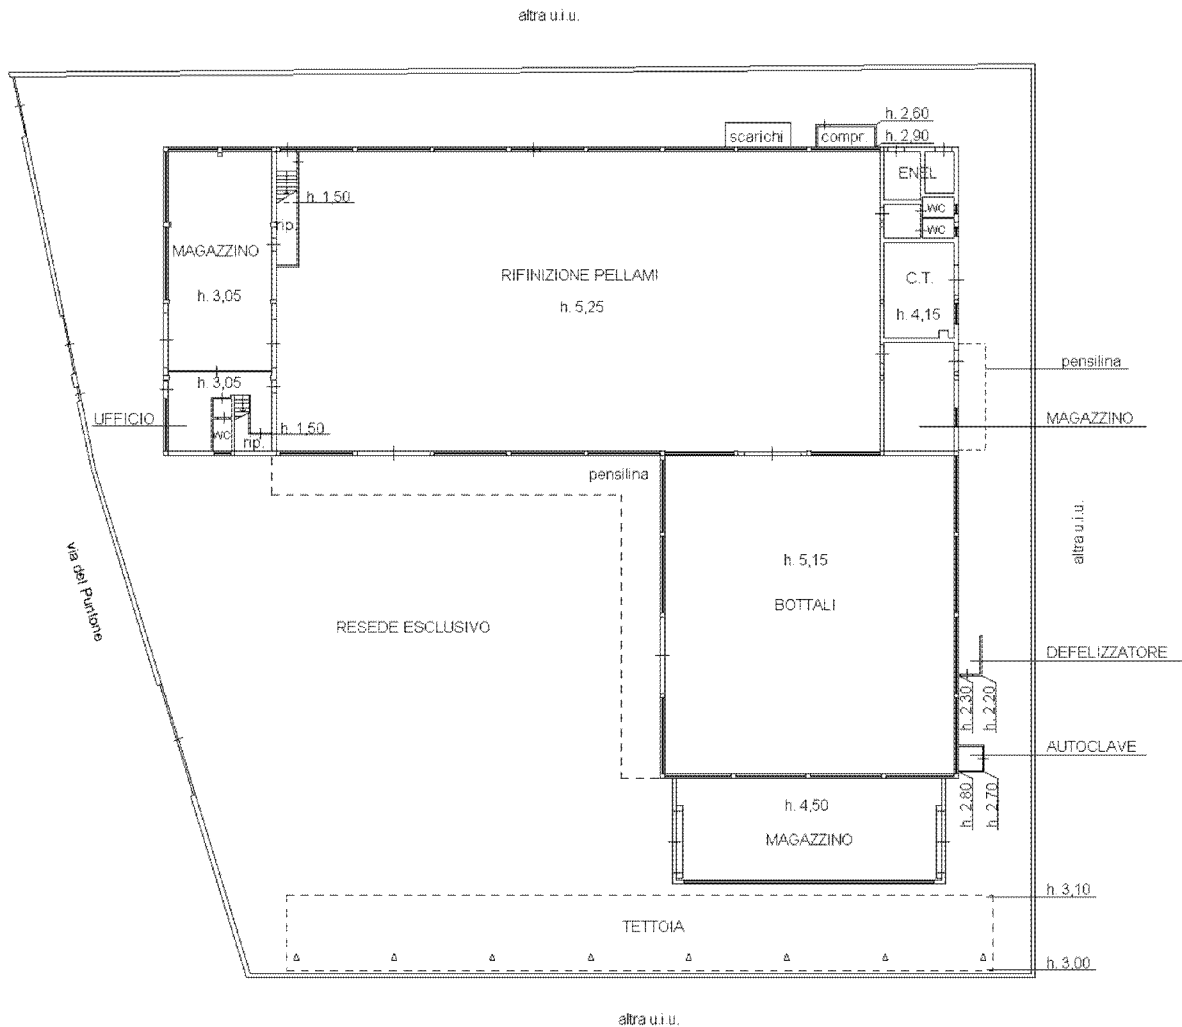 altra u.i.u.
h. 2,60
scarichi
compr.
h. 2,90
ENEL
h. 1,50
WC
rip.
WC
MAGAZZINO
RIFINIZIONE PELLAMI
C.T.
h. 3,05
h. 5,25
h. 4,15
pensilina
h. 3,05
UFFICIO
MAGAZZINO
WC
h. 1,50
rip.
pensilina
altra u.i.u.
via del Puntone
h. 5,15
BOTTALI
RESEDE ESCLUSIVO
DEFELIZZATORE
h. 2,30
h. 2,20
AUTOCLAVE
h. 4,50
h. 2,80
h. 2,70
MAGAZZINO
h. 3,10
TETTOIA
h. 3,00
altra u.i.u.